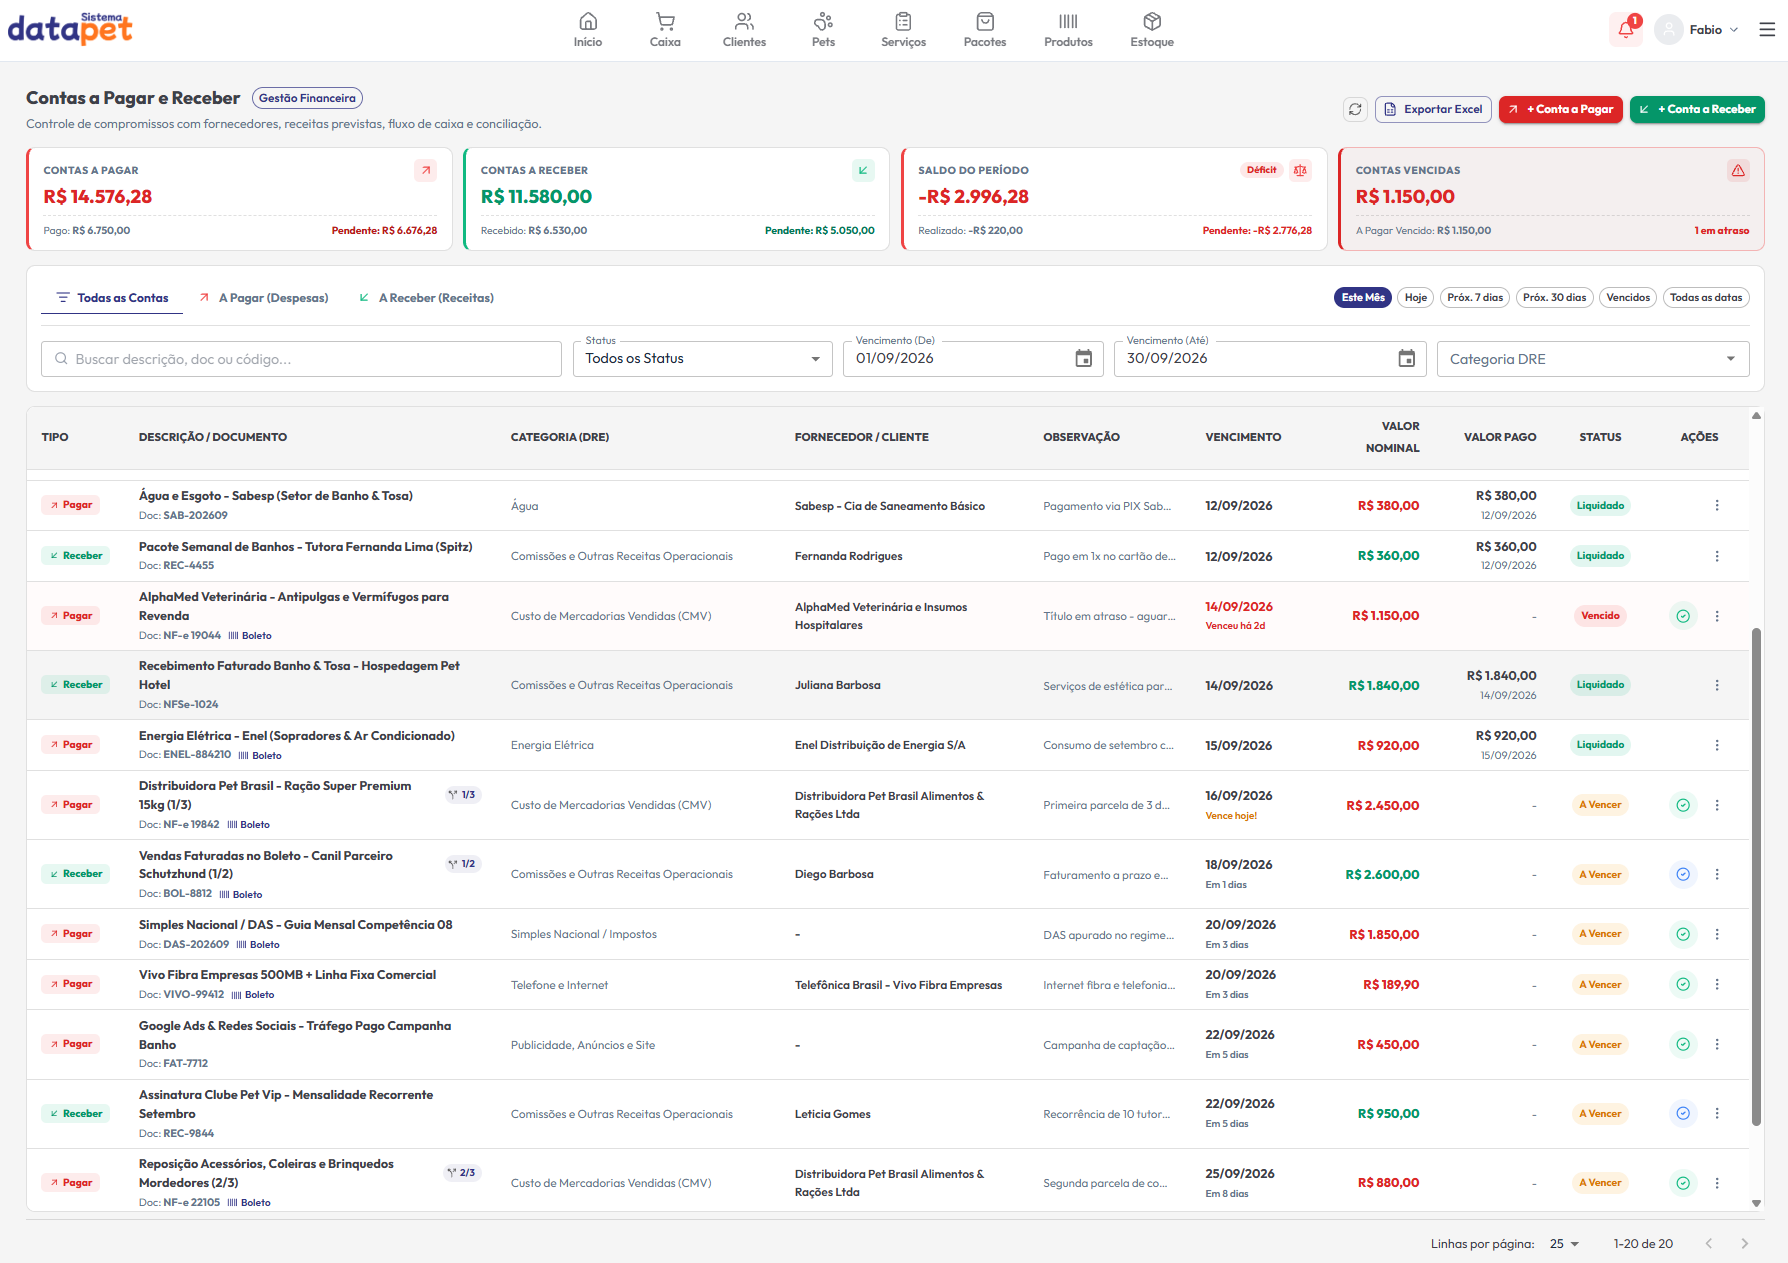 Sistema
datapet
Início
Caixa
Clientes
Pets
Serviços
Pacotes
Produtos
Estoque
1
Fabio
Contas a Pagar e Receber
Gestão Financeira
Controle de compromissos com fornecedores, receitas previstas, fluxo de caixa e conciliação.
Exportar Excel
+ Conta a Pagar
+ Conta a Receber
CONTAS A PAGAR
R$ 14.576,28
Pago: R$ 6.750,00
Pendente: R$ 6.676,28
CONTAS A RECEBER
R$ 11.580,00
Recebido: R$ 6.530,00
Pendente: R$ 5.050,00
SALDO DO PERÍODO
Déficit
-R$ 2.996,28
Realizado: -R$ 220,00
Pendente: -R$ 2.776,28
CONTAS VENCIDAS
R$ 1.150,00
A Pagar Vencido: R$ 1.150,00
1 em atraso
Todas as Contas
A Pagar (Despesas)
A Receber (Receitas)
Este Mês
Hoje
Próx. 7 dias
Próx. 30 dias
Vencidos
Todas as datas
Buscar descrição, doc ou código...
Status
Todos os Status
Vencimento (De)
01/09/2026
Vencimento (Até)
30/09/2026
Categoria DRE
TIPO
DESCRIÇÃO / DOCUMENTO
CATEGORIA (DRE)
FORNECEDOR / CLIENTE
OBSERVAÇÃO
VENCIMENTO
VALOR
NOMINAL
VALOR PAGO
STATUS
AÇÕES
Pagar
Água e Esgoto - Sabesp (Setor de Banho & Tosa)
Doc: SAB-202609
Água
Sabesp - Cia de Saneamento Básico
Pagamento via PIX Sab...
12/09/2026
R$ 380,00
R$ 380,00
12/09/2026
Liquidado
Receber
Pacote Semanal de Banhos - Tutora Fernanda Lima (Spitz)
Doc: REC-4455
Comissões e Outras Receitas Operacionais
Fernanda Rodrigues
Pago em 1x no cartão de...
12/09/2026
R$ 360,00
R$ 360,00
12/09/2026
Liquidado
Pagar
AlphaMed Veterinária - Antipulgas e Vermífugos para
Revenda
Doc: NF-e 19044 Boleto
Custo de Mercadorias Vendidas (CMV)
AlphaMed Veterinária e Insumos
Hospitalares
Título em atraso - aguar...
14/09/2026
Venceu há 2d
R$ 1.150,00
-
Vencido
Receber
Recebimento Faturado Banho & Tosa - Hospedagem Pet
Hotel
Doc: NFSe-1024
Comissões e Outras Receitas Operacionais
Juliana Barbosa
Serviços de estética par...
14/09/2026
R$ 1.840,00
R$ 1.840,00
14/09/2026
Liquidado
Pagar
Energia Elétrica - Enel (Sopradores & Ar Condicionado)
Doc: ENEL-884210 Boleto
Energia Elétrica
Enel Distribuição de Energia S/A
Consumo de setembro c...
15/09/2026
R$ 920,00
R$ 920,00
15/09/2026
Liquidado
Pagar
Distribuidora Pet Brasil - Ração Super Premium
15kg (1/3)
Doc: NF-e 19842 Boleto
1/3
Custo de Mercadorias Vendidas (CMV)
Distribuidora Pet Brasil Alimentos &
Rações Ltda
Primeira parcela de 3 d...
16/09/2026
Vence hoje!
R$ 2.450,00
-
A Vencer
Receber
Vendas Faturadas no Boleto - Canil Parceiro
Schutzhund (1/2)
Doc: BOL-8812 Boleto
1/2
Comissões e Outras Receitas Operacionais
Diego Barbosa
Faturamento a prazo e...
18/09/2026
Em 1 dias
R$ 2.600,00
-
A Vencer
Pagar
Simples Nacional / DAS - Guia Mensal Competência 08
Doc: DAS-202609 Boleto
Simples Nacional / Impostos
-
DAS apurado no regime...
20/09/2026
Em 3 dias
R$ 1.850,00
-
A Vencer
Pagar
Vivo Fibra Empresas 500MB + Linha Fixa Comercial
Doc: VIVO-99412 Boleto
Telefone e Internet
Telefônica Brasil - Vivo Fibra Empresas
Internet fibra e telefonia...
20/09/2026
Em 3 dias
R$ 189,90
-
A Vencer
Pagar
Google Ads & Redes Sociais - Tráfego Pago Campanha
Banho
Doc: FAT-7712
Publicidade, Anúncios e Site
-
Campanha de captação...
22/09/2026
Em 5 dias
R$ 450,00
-
A Vencer
Receber
Assinatura Clube Pet Vip - Mensalidade Recorrente
Setembro
Doc: REC-9844
Comissões e Outras Receitas Operacionais
Leticia Gomes
Recorrência de 10 tutor...
22/09/2026
Em 5 dias
R$ 950,00
-
A Vencer
Pagar
Reposição Acessórios, Coleiras e Brinquedos
Mordedores (2/3)
Doc: NF-e 22105 Boleto
2/3
Custo de Mercadorias Vendidas (CMV)
Distribuidora Pet Brasil Alimentos &
Rações Ltda
Segunda parcela de co...
25/09/2026
Em 8 dias
R$ 880,00
-
A Vencer
Linhas por página:
25
1-20 de 20